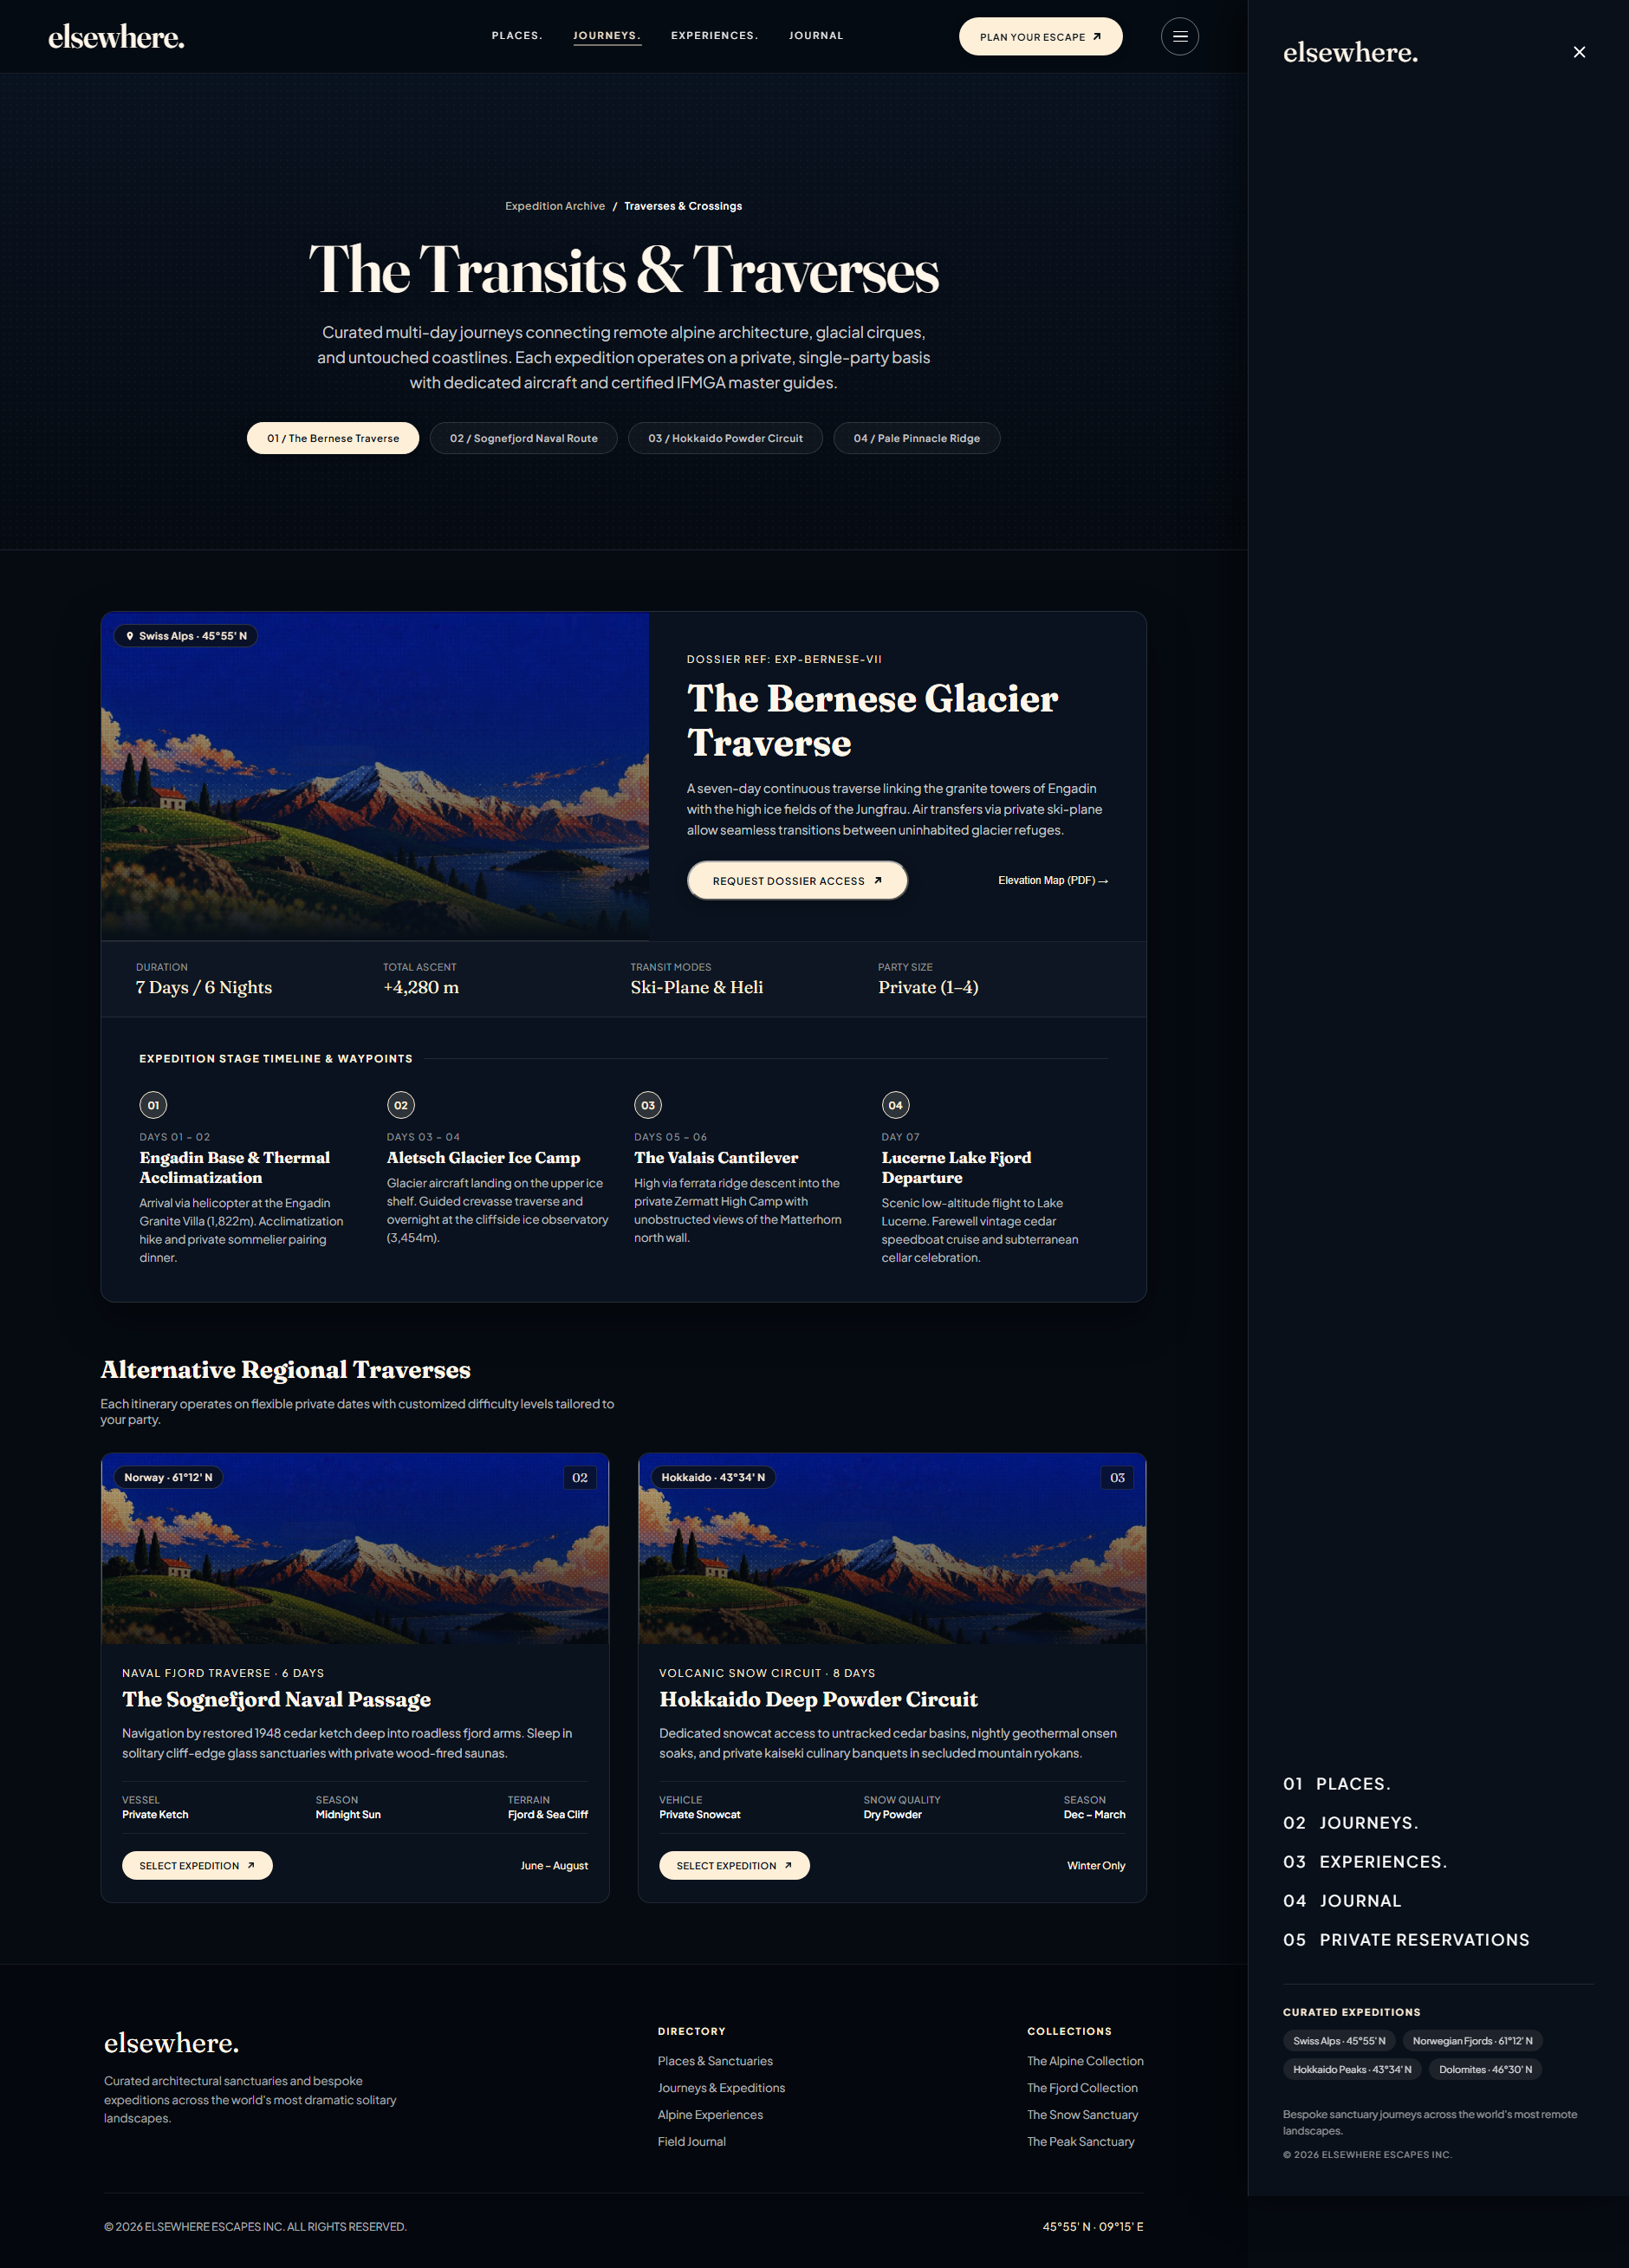 elsewhere.
PLACES.
JOURNEYS.
EXPERIENCES.
JOURNAL
PLAN YOUR ESCAPE
Expedition Archive / Traverses & Crossings
The Transits & Traverses
Curated multi-day journeys connecting remote alpine architecture, glacial cirques,
and untouched coastlines. Each expedition operates on a private, single-party basis
with dedicated aircraft and certified IFMGA master guides.
01 / The Bernese Traverse
02 / Sognefjord Naval Route
03 / Hokkaido Powder Circuit
04 / Pale Pinnacle Ridge
Swiss Alps · 45°55' N
DOSSIER REF: EXP-BERNESE-VII
The Bernese Glacier
Traverse
A seven-day continuous traverse linking the granite towers of Engadin
with the high ice fields of the Jungfrau. Air transfers via private ski-plane
allow seamless transitions between uninhabited glacier refuges.
REQUEST DOSSIER ACCESS
Elevation Map (PDF) →
DURATION
7 Days / 6 Nights
TOTAL ASCENT
+4,280 m
TRANSIT MODES
Ski-Plane & Heli
PARTY SIZE
Private (1–4)
EXPEDITION STAGE TIMELINE & WAYPOINTS
01
DAYS 01 – 02
Engadin Base & Thermal
Acclimatization
Arrival via helicopter at the Engadin
Granite Villa (1,822m). Acclimatization
hike and private sommelier pairing
dinner.
02
DAYS 03 – 04
Aletsch Glacier Ice Camp
Glacier aircraft landing on the upper ice
shelf. Guided crevasse traverse and
overnight at the cliffside ice observatory
(3,454m).
03
DAYS 05 – 06
The Valais Cantilever
High via ferrata ridge descent into the
private Zermatt High Camp with
unobstructed views of the Matterhorn
north wall.
04
DAY 07
Lucerne Lake Fjord
Departure
Scenic low-altitude flight to Lake
Lucerne. Farewell vintage cedar
speedboat cruise and subterranean
cellar celebration.
Alternative Regional Traverses
Each itinerary operates on flexible private dates with customized difficulty levels tailored to
your party.
Norway · 61°12' N
02
NAVAL FJORD TRAVERSE · 6 DAYS
The Sognefjord Naval Passage
Navigation by restored 1948 cedar ketch deep into roadless fjord arms. Sleep in
solitary cliff-edge glass sanctuaries with private wood-fired saunas.
VESSEL
Private Ketch
SEASON
Midnight Sun
TERRAIN
Fjord & Sea Cliff
SELECT EXPEDITION
June – August
Hokkaido · 43°34' N
03
VOLCANIC SNOW CIRCUIT · 8 DAYS
Hokkaido Deep Powder Circuit
Dedicated snowcat access to untracked cedar basins, nightly geothermal onsen
soaks, and private kaiseki culinary banquets in secluded mountain ryokans.
VEHICLE
Private Snowcat
SNOW QUALITY
Dry Powder
SEASON
Dec – March
SELECT EXPEDITION
Winter Only
elsewhere.
Curated architectural sanctuaries and bespoke
expeditions across the world's most dramatic solitary
landscapes.
DIRECTORY
Places & Sanctuaries
Journeys & Expeditions
Alpine Experiences
Field Journal
COLLECTIONS
The Alpine Collection
The Fjord Collection
The Snow Sanctuary
The Peak Sanctuary
© 2026 ELSEWHERE ESCAPES INC. ALL RIGHTS RESERVED.
45°55' N · 09°15' E
elsewhere.
01 PLACES.
02 JOURNEYS.
03 EXPERIENCES.
04 JOURNAL
05 PRIVATE RESERVATIONS
CURATED EXPEDITIONS
Swiss Alps · 45°55' N
Norwegian Fjords · 61°12' N
Hokkaido Peaks · 43°34' N
Dolomites · 46°30' N
Bespoke sanctuary journeys across the world's most remote
landscapes.
© 2026 ELSEWHERE ESCAPES INC.